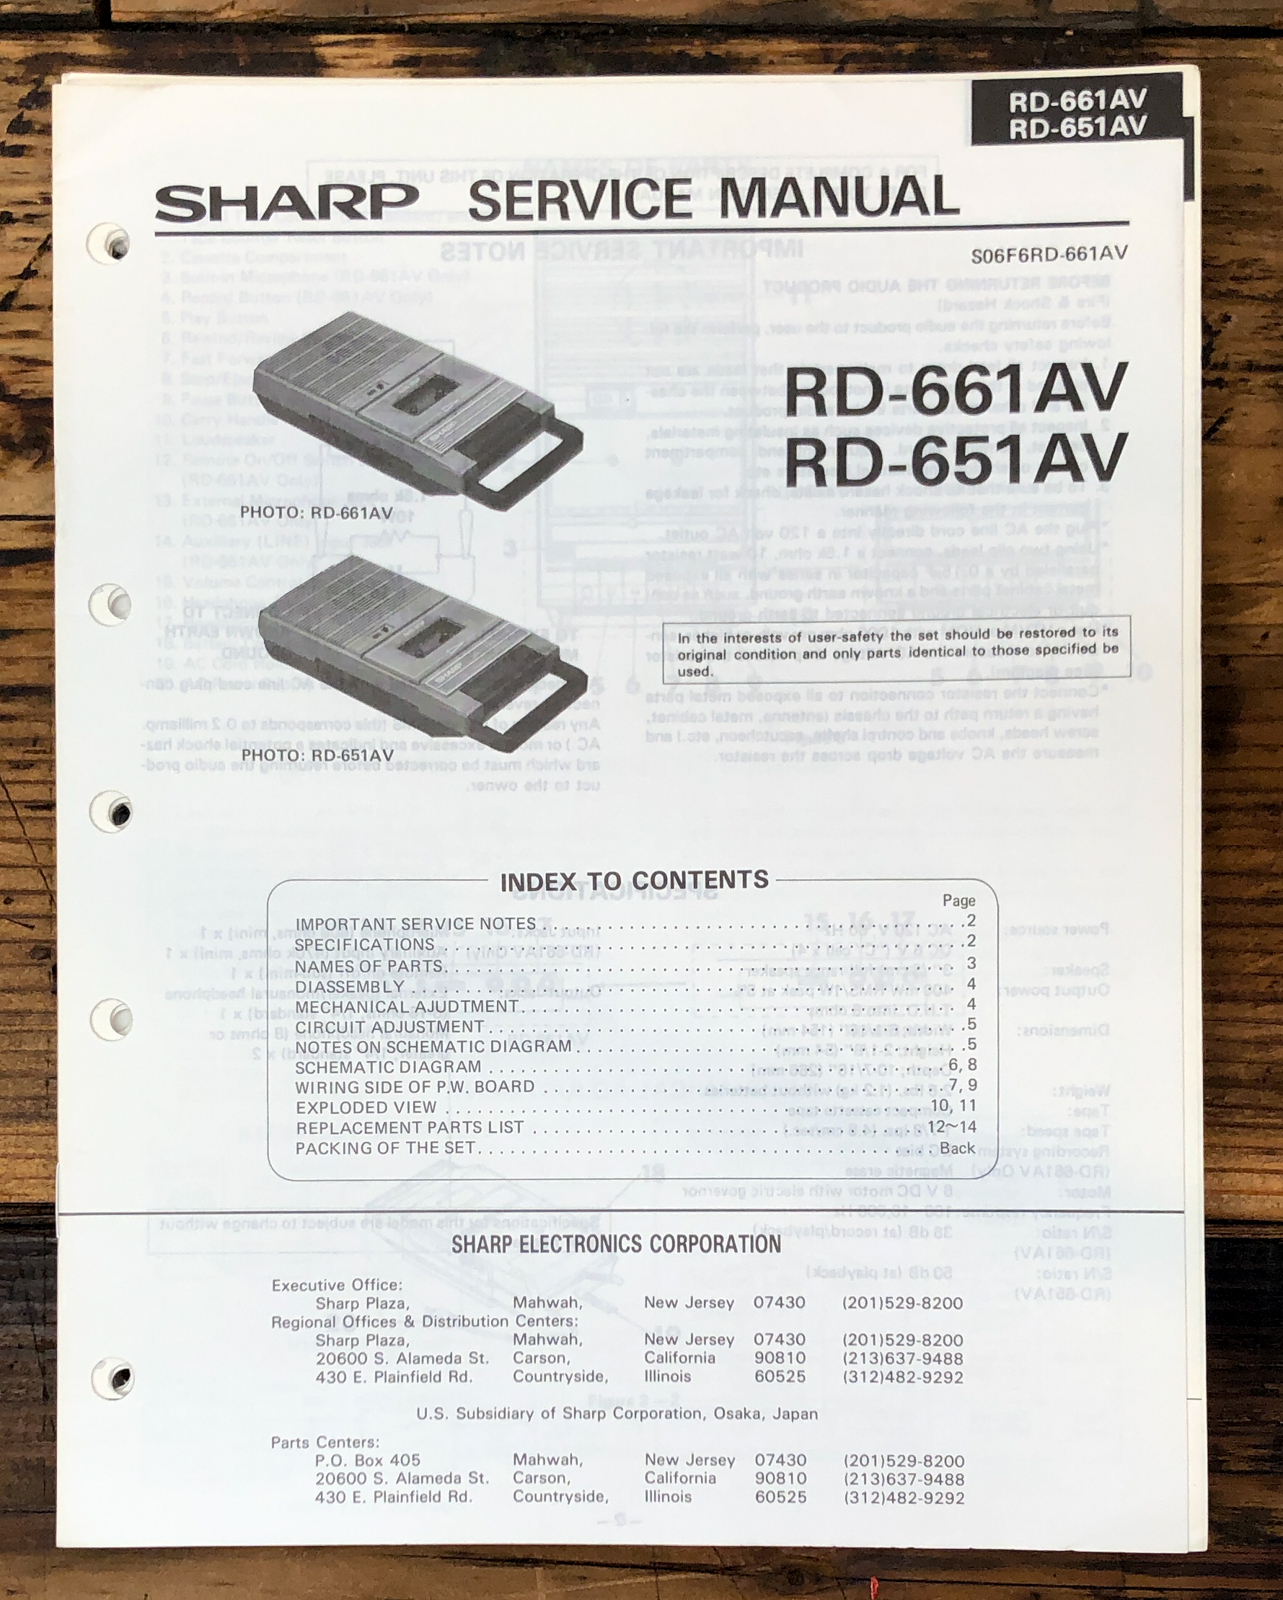 RD-661AV
RD-651AV
SHARP SERVICE MANUAL
S06F6RD-661AV
RD-661AV
RD-651AV
PHOTO: RD-661AV
In the interests of user-safety the set should be restored to its
original condition and only parts identical to those specified be
used.
PHOTO: RD-651AV
INDEX TO CONTENTS
Page
IMPORTANT SERVICE NOTES . . . . . . . . . . 2
SPECIFICATIONS . . . . . . . . . . 2
NAMES OF PARTS . . . . . . . . . . 3
DIASSEMBLY . . . . . . . . . . 4
MECHANICAL AJUDTMENT . . . . . . . . . . 4
CIRCUIT ADJUSTMENT . . . . . . . . . . 5
NOTES ON SCHEMATIC DIAGRAM . . . . . . . . . . 5
SCHEMATIC DIAGRAM . . . . . . . . . . 6, 8
WIRING SIDE OF P.W. BOARD . . . . . . . . . . 7, 9
EXPLODED VIEW . . . . . . . . . . 10, 11
REPLACEMENT PARTS LIST . . . . . . . . . . 12~14
PACKING OF THE SET . . . . . . . . . . Back
SHARP ELECTRONICS CORPORATION
Executive Office:
Sharp Plaza, Mahwah, New Jersey 07430 (201)529-8200
Regional Offices & Distribution Centers:
Sharp Plaza, Mahwah, New Jersey 07430 (201)529-8200
20600 S. Alameda St. Carson, California 90810 (213)637-9488
430 E. Plainfield Rd. Countryside, Illinois 60525 (312)482-9292
U.S. Subsidiary of Sharp Corporation, Osaka, Japan
Parts Centers:
P.O. Box 405 Mahwah, New Jersey 07430 (201)529-8200
20600 S. Alameda St. Carson, California 90810 (213)637-9488
430 E. Plainfield Rd. Countryside, Illinois 60525 (312)482-9292